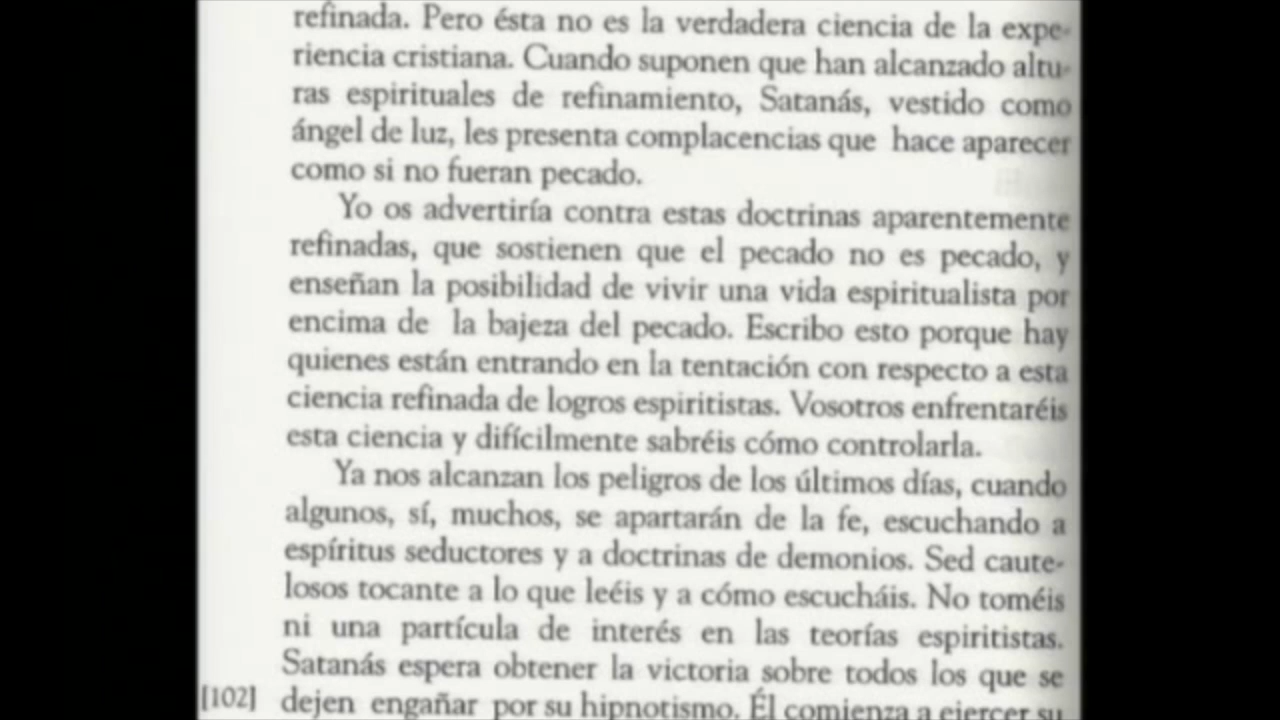 refinada. Pero ésta no es la verdadera ciencia de la expe-
riencia cristiana. Cuando suponen que han alcanzado altu-
ras espirituales de refinamiento, Satanás, vestido como
ángel de luz, les presenta complacencias que hace aparecer
como si no fueran pecado.
Yo os advertiría contra estas doctrinas aparentemente
refinadas, que sostienen que el pecado no es pecado, y
enseñan la posibilidad de vivir una vida espiritualista por
encima de la bajeza del pecado. Escribo esto porque hay
quienes están entrando en la tentación con respecto a esta
ciencia refinada de logros espiritistas. Vosotros enfrentaréis
esta ciencia y difícilmente sabréis cómo controlarla.
Ya nos alcanzan los peligros de los últimos días, cuando
algunos, sí, muchos, se apartarán de la fe, escuchando a
espíritus seductores y a doctrinas de demonios. Sed caute-
losos tocante a lo que leéis y a cómo escucháis. No toméis
ni una partícula de interés en las teorías espiritistas.
Satanás espera obtener la victoria sobre todos los que se
[102] dejen engañar por su hipnotismo. Él comienza a ejercer su